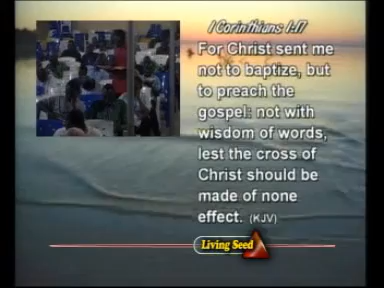 1 Corinthians 1:17
For Christ sent me
not to baptize, but
to preach the
gospel: not with
wisdom of words,
lest the cross of
Christ should be
made of none
effect. (KJV)
Living Seed